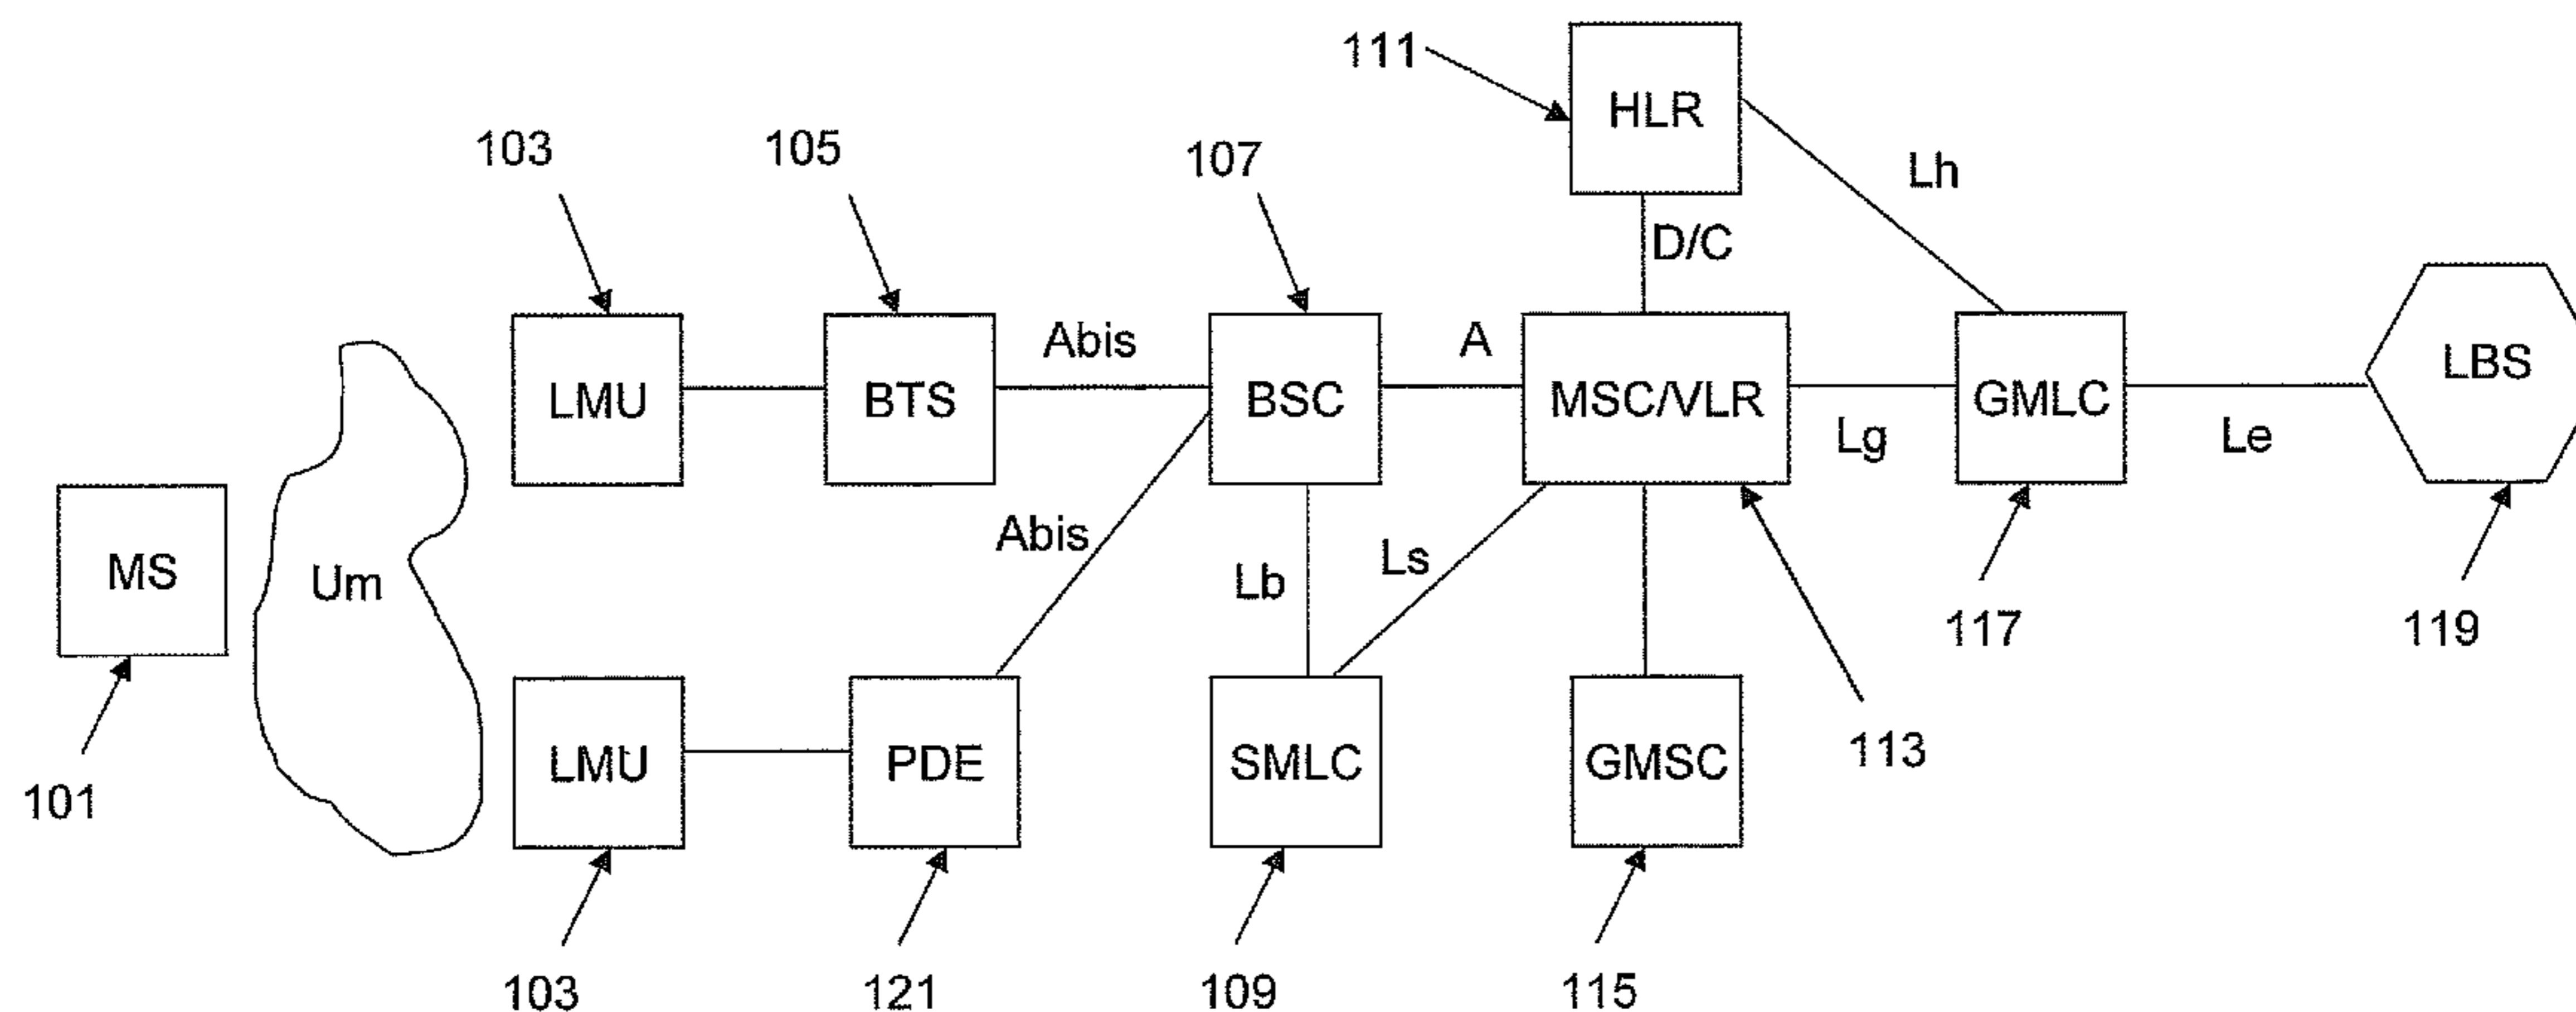 111
HLR
103
105
107
Lh
D/C
Abis
A
LBS
LMU
BTS
BSC
MSC/VLR
GMLC
Lg
Le
Abis
Lb
Ls
MS
Um
117
119
LMU
PDE
SMLC
GMSC
113
101
103
121
109
115